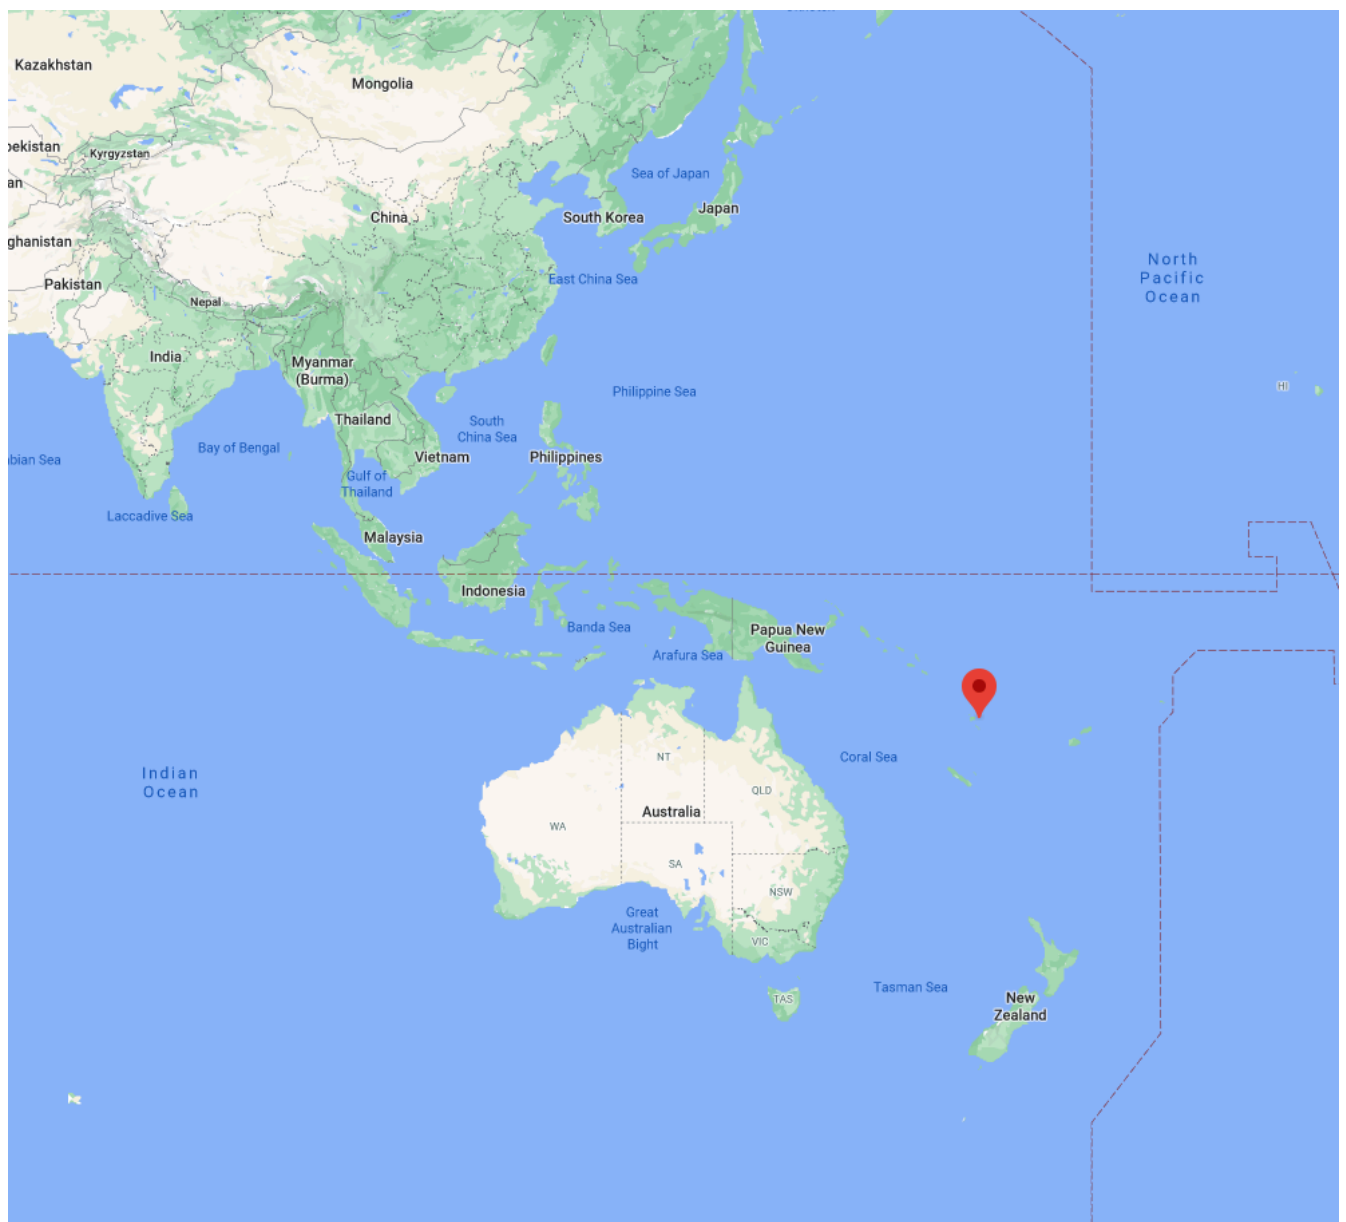 Kazakhstan
Mongolia
bekistan
Kyrgyzstan
an
Sea of Japan
China
South Korea
Japan
ghanistan
North
Pacific
Ocean
East China Sea
Pakistan
Nepal
India
Myanmar
(Burma)
HI
Philippine Sea
Thailand
South
China Sea
Bay of Bengal
Vietnam
Philippines
bian Sea
Gulf of
Thailand
Laccadive Sea
Malaysia
Indonesia
Banda Sea
Papua New
Guinea
Arafura Sea
NT
Coral Sea
Indian
Ocean
QLD
Australia
WA
SA
NSW
Great
Australian
Bight
VIC
Tasman Sea
TAS
New
Zealand